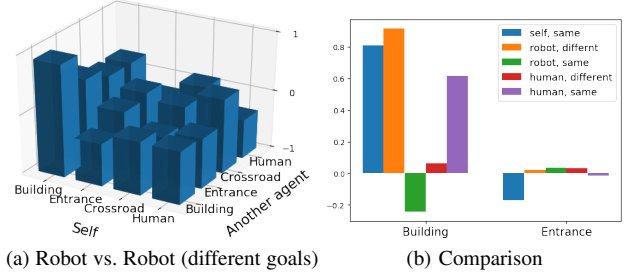 1
0
−1
Building
Entrance
Crossroad
Human
Self
Building
Entrance
Crossroad
Human
Another agent
0.8
0.6
0.4
0.2
0.0
−0.2
self, same
robot, differnt
robot, same
human, different
human, same
Building
Entrance
(a) Robot vs. Robot (different goals)
(b) Comparison